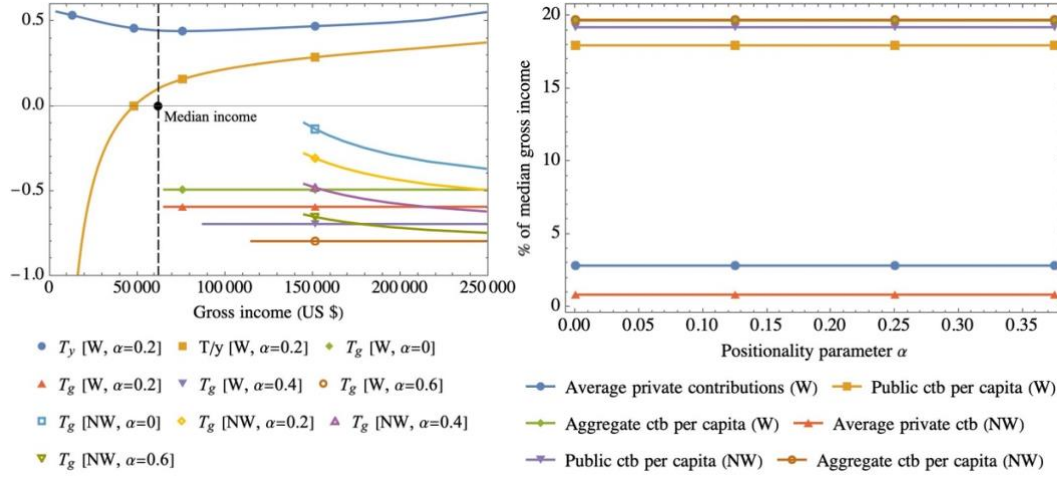 0.5
0.0
Median income
−0.5
−1.0
0 50 000 100 000 150 000 200 000 250 000
Gross income (US $)
T_y [W, α=0.2] T/y [W, α=0.2] T_g [W, α=0]
T_g [W, α=0.2] T_g [W, α=0.4] T_g [W, α=0.6]
T_g [NW, α=0] T_g [NW, α=0.2] T_g [NW, α=0.4]
T_g [NW, α=0.6]
20
15
10
5
0
% of median gross income
0.00 0.05 0.10 0.15 0.20 0.25 0.30 0.35
Positionality parameter α
Average private contributions (W) Public ctb per capita (W)
Aggregate ctb per capita (W) Average private ctb (NW)
Public ctb per capita (NW) Aggregate ctb per capita (NW)